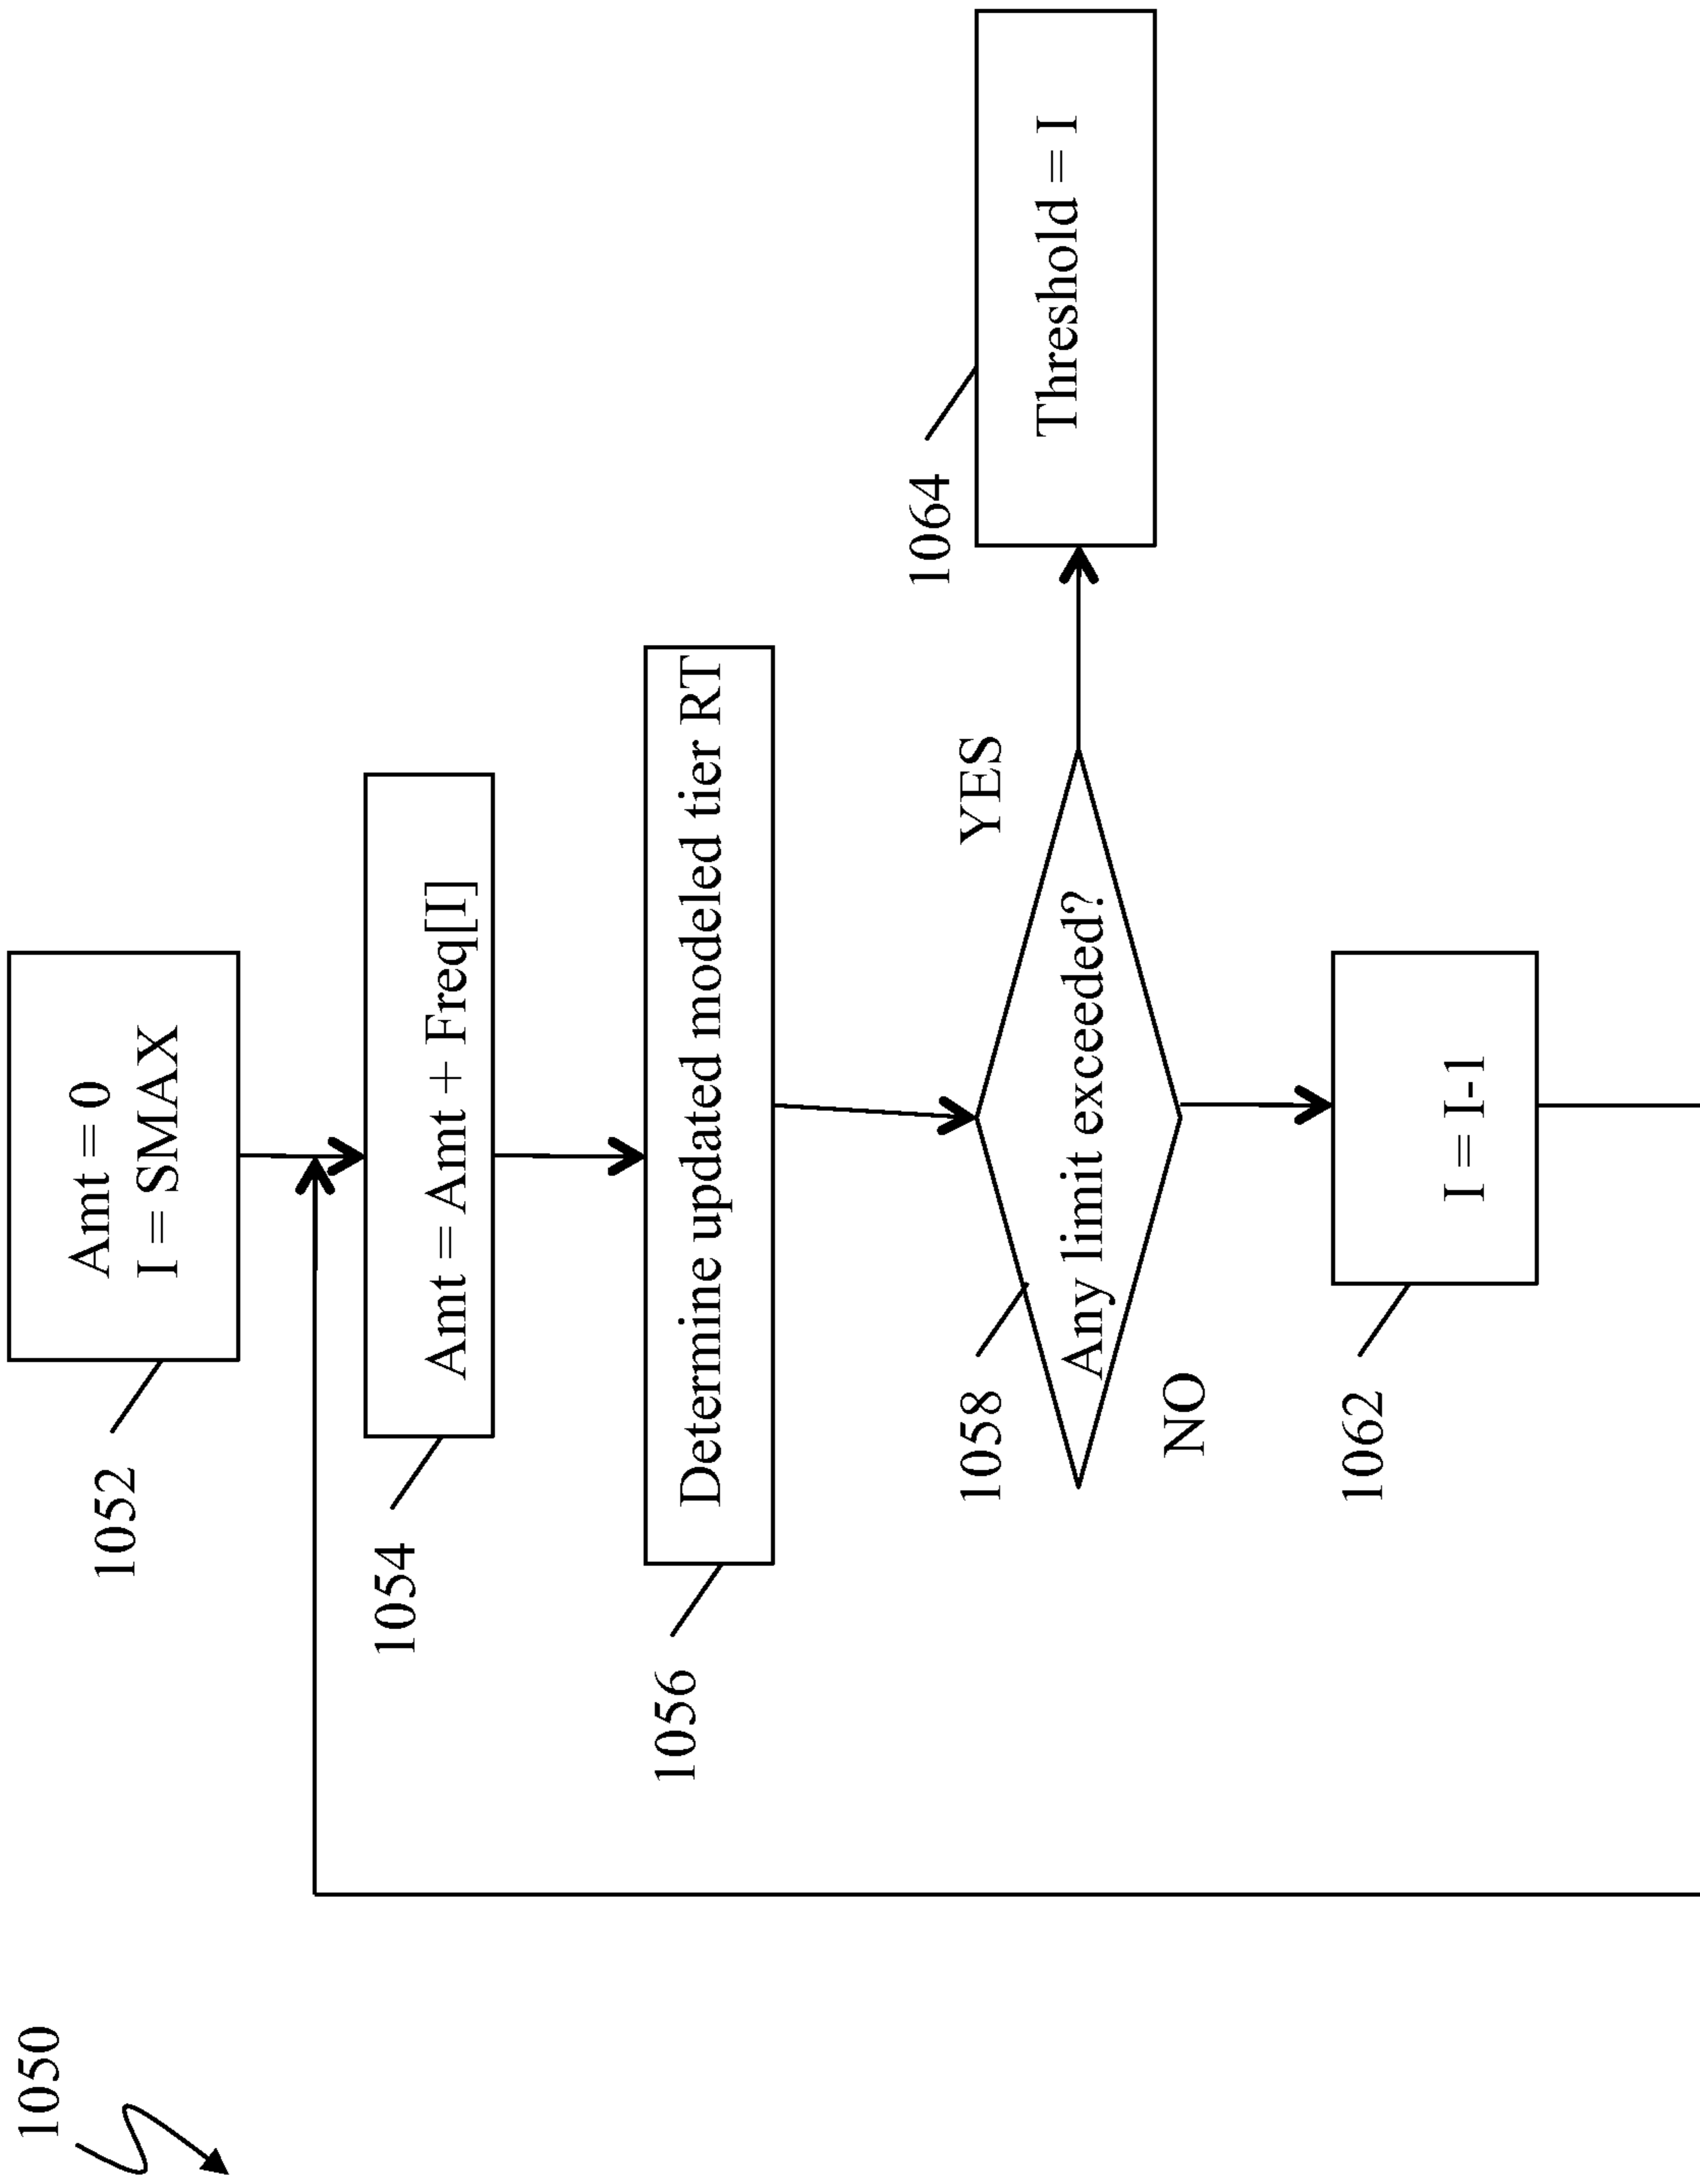 1050
1052
Amt = 0
I = SMAX
1054
Amt = Amt + Freq[I]
1056
Determine updated modeled tier RT
1058
Any limit exceeded?
YES
NO
1064
Threshold = I
1062
I = I-1